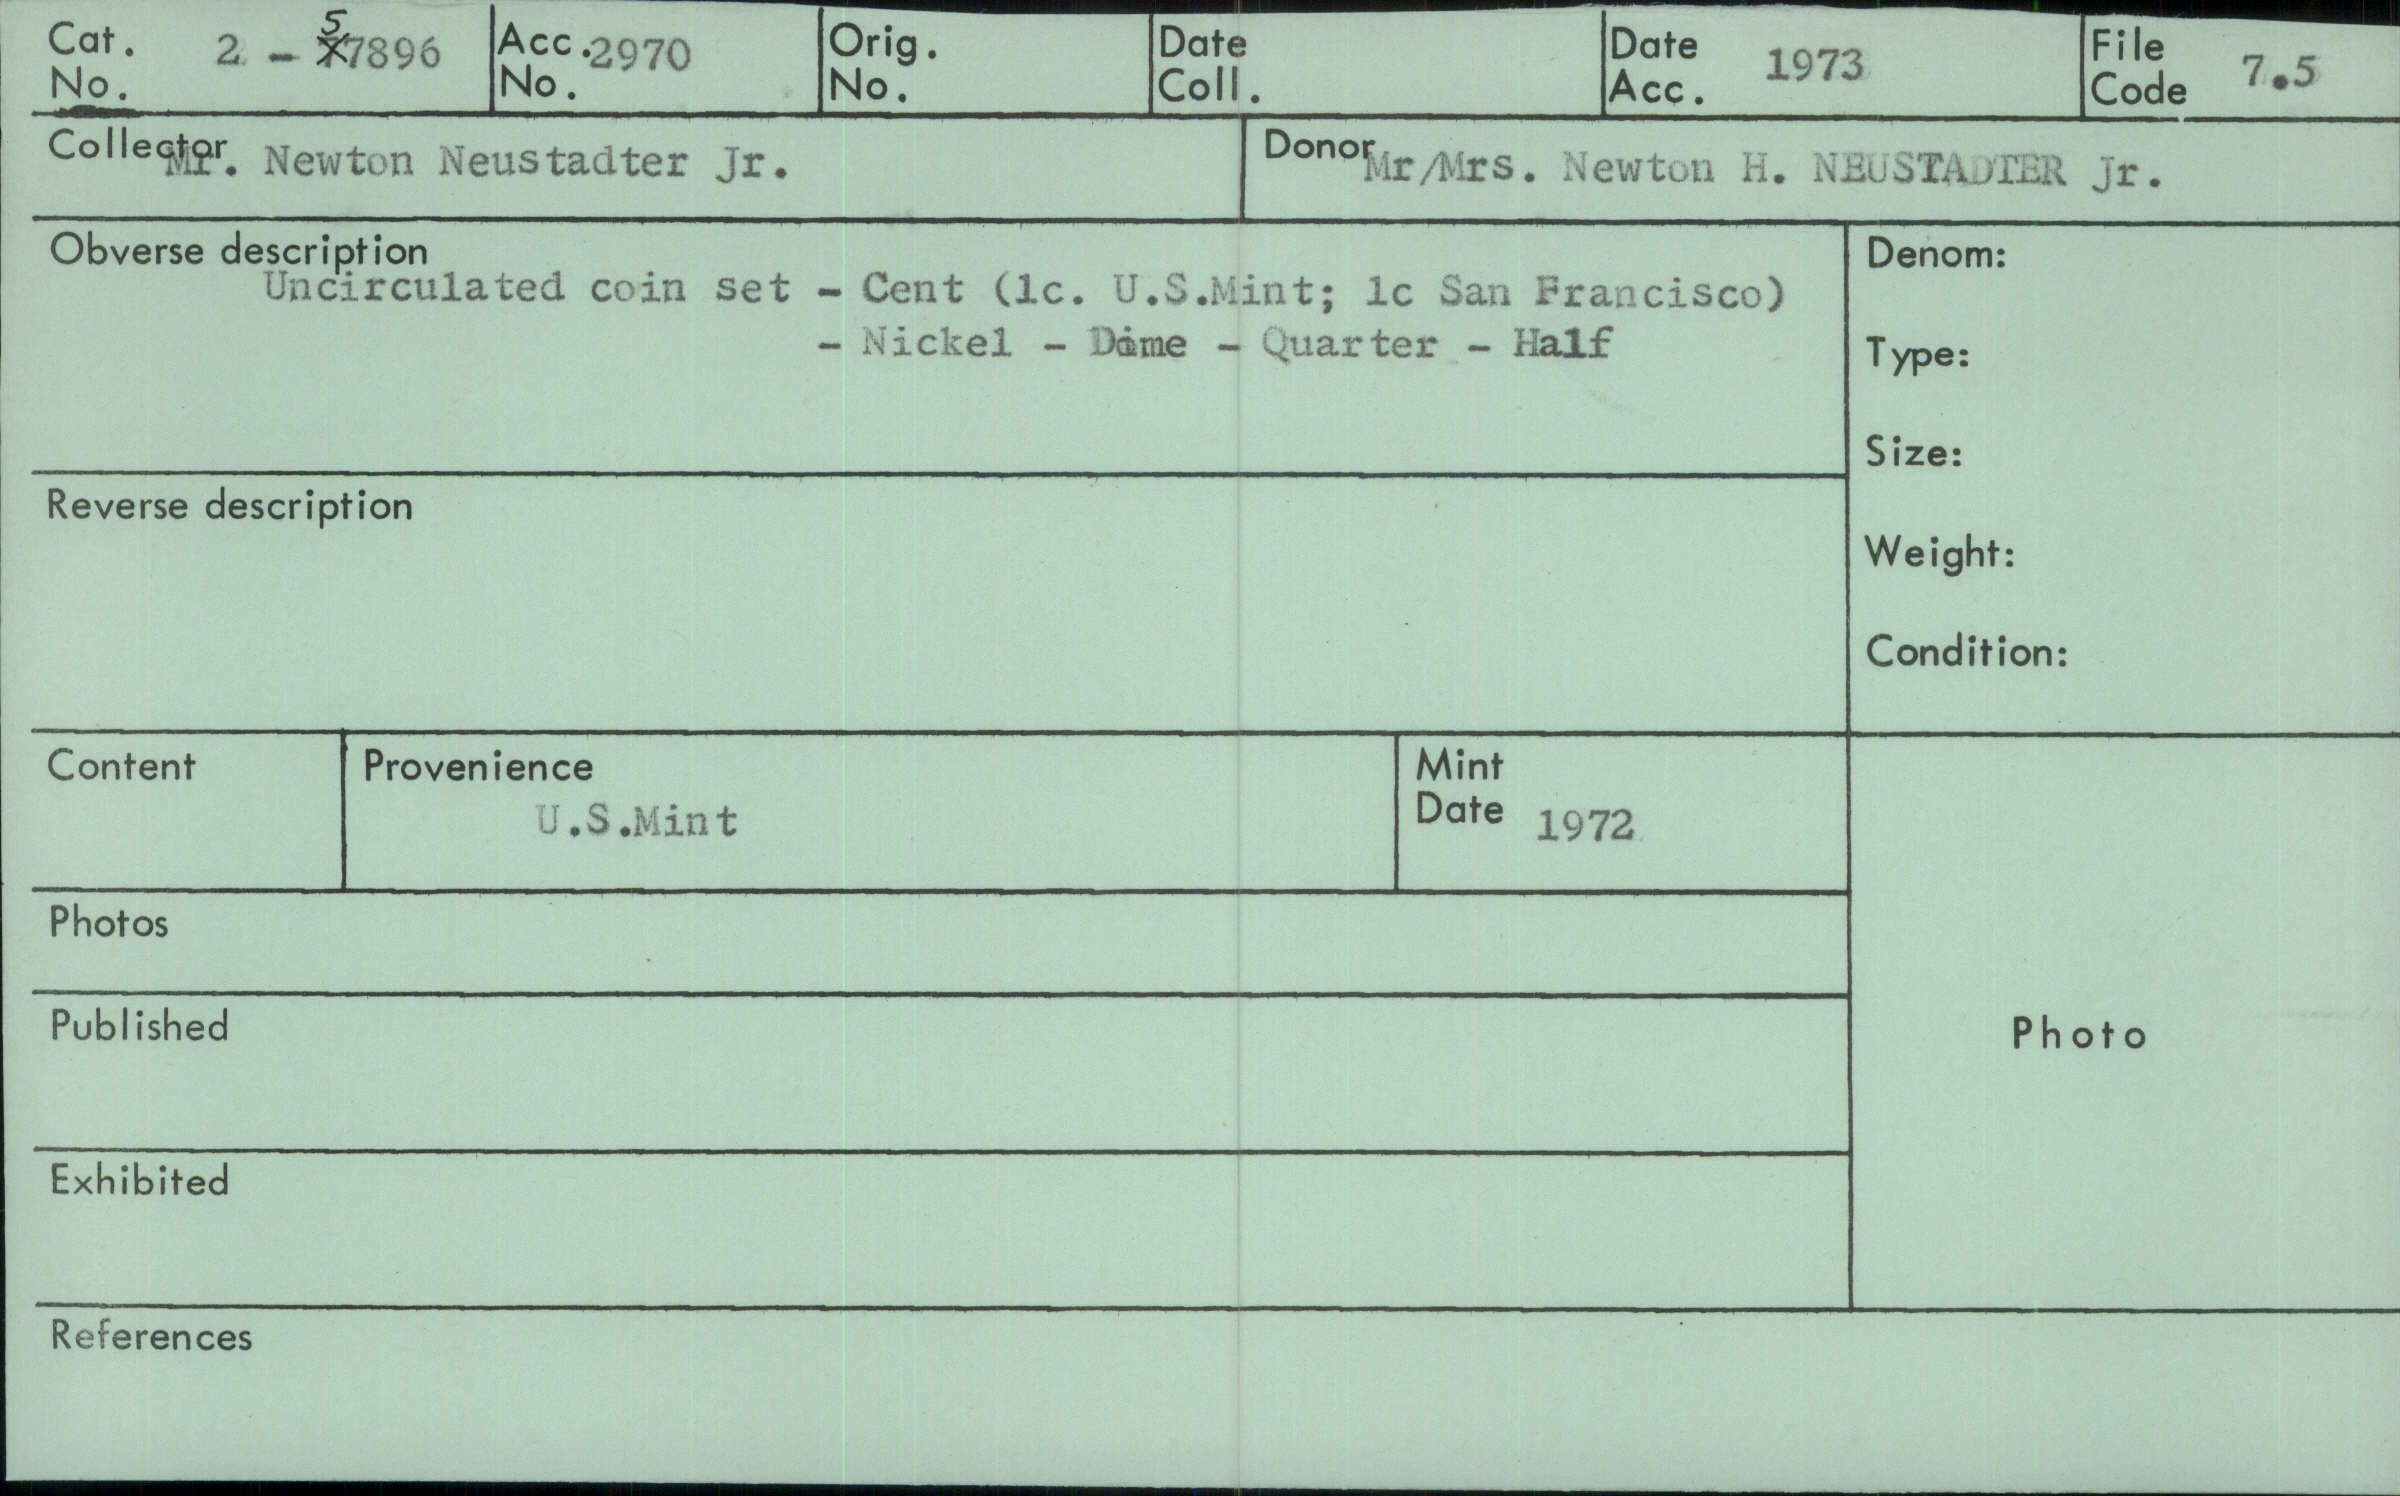 Cat. No. 2 - 57896
Acc. No. 2970
Orig. No.
Date Coll.
Date Acc. 1973
File Code 7.5
Collector Mr. Newton Neustadter Jr.
Donor Mr/Mrs. Newton H. NEUSTADTER Jr.
Obverse description
Uncirculated coin set - Cent (1c. U.S.Mint; 1c San Francisco)
- Nickel - Dime - Quarter - Half
Denom:
Type:
Size:
Weight:
Condition:
Reverse description
Content
Provenience
U.S.Mint
Mint Date 1972
Photos
Published
Photo
Exhibited
References